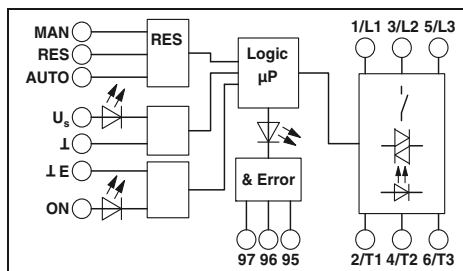 MAN
RES
AUTO
RES
Us
⊥
⊥ E
ON
Logic
µP
& Error
97 96 95
1/L1 3/L2 5/L3
2/T1 4/T2 6/T3